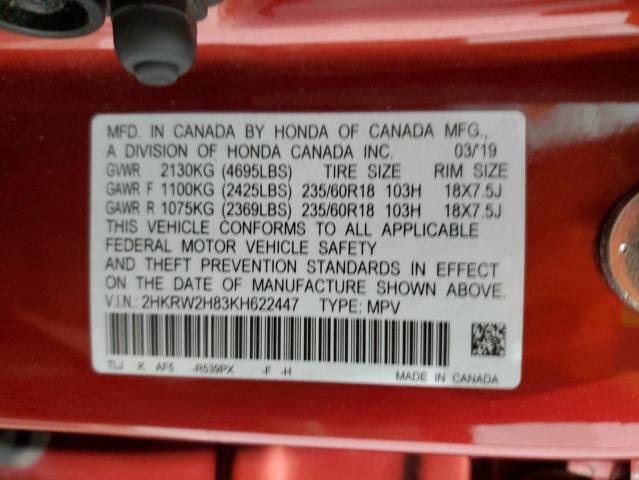 MFD. IN CANADA BY HONDA OF CANADA MFG.,
A DIVISION OF HONDA CANADA INC. 03/'19
GVWR 2130KG (4695LBS) TIRE SIZE RIM SIZE
GAWR F 1100KG (2425LBS) 235/60R18 103H 18X7.5J
GAWR R 1075KG (2369LBS) 235/60R18 103H 18X7.5J
THIS VEHICLE CONFORMS TO ALL APPLICABLE
FEDERAL MOTOR VEHICLE SAFETY
AND THEFT PREVENTION STANDARDS IN EFFECT
ON THE DATE OF MANUFACTURE SHOWN ABOVE.
V.I.N.: 2HKRW2H83KH622447 TYPE: MPV
TLJ K AF5 -R539PX -F -H
MADE IN CANADA